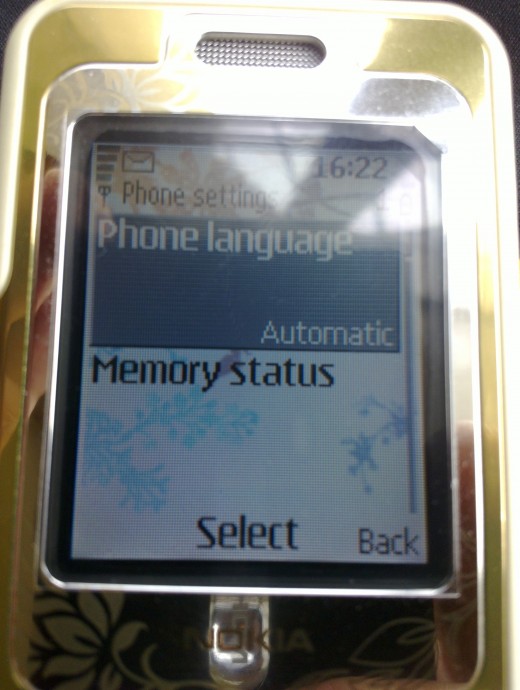 16:22
Phone settings
Phone language
Automatic
Memory status
Select
Back
NOKIA